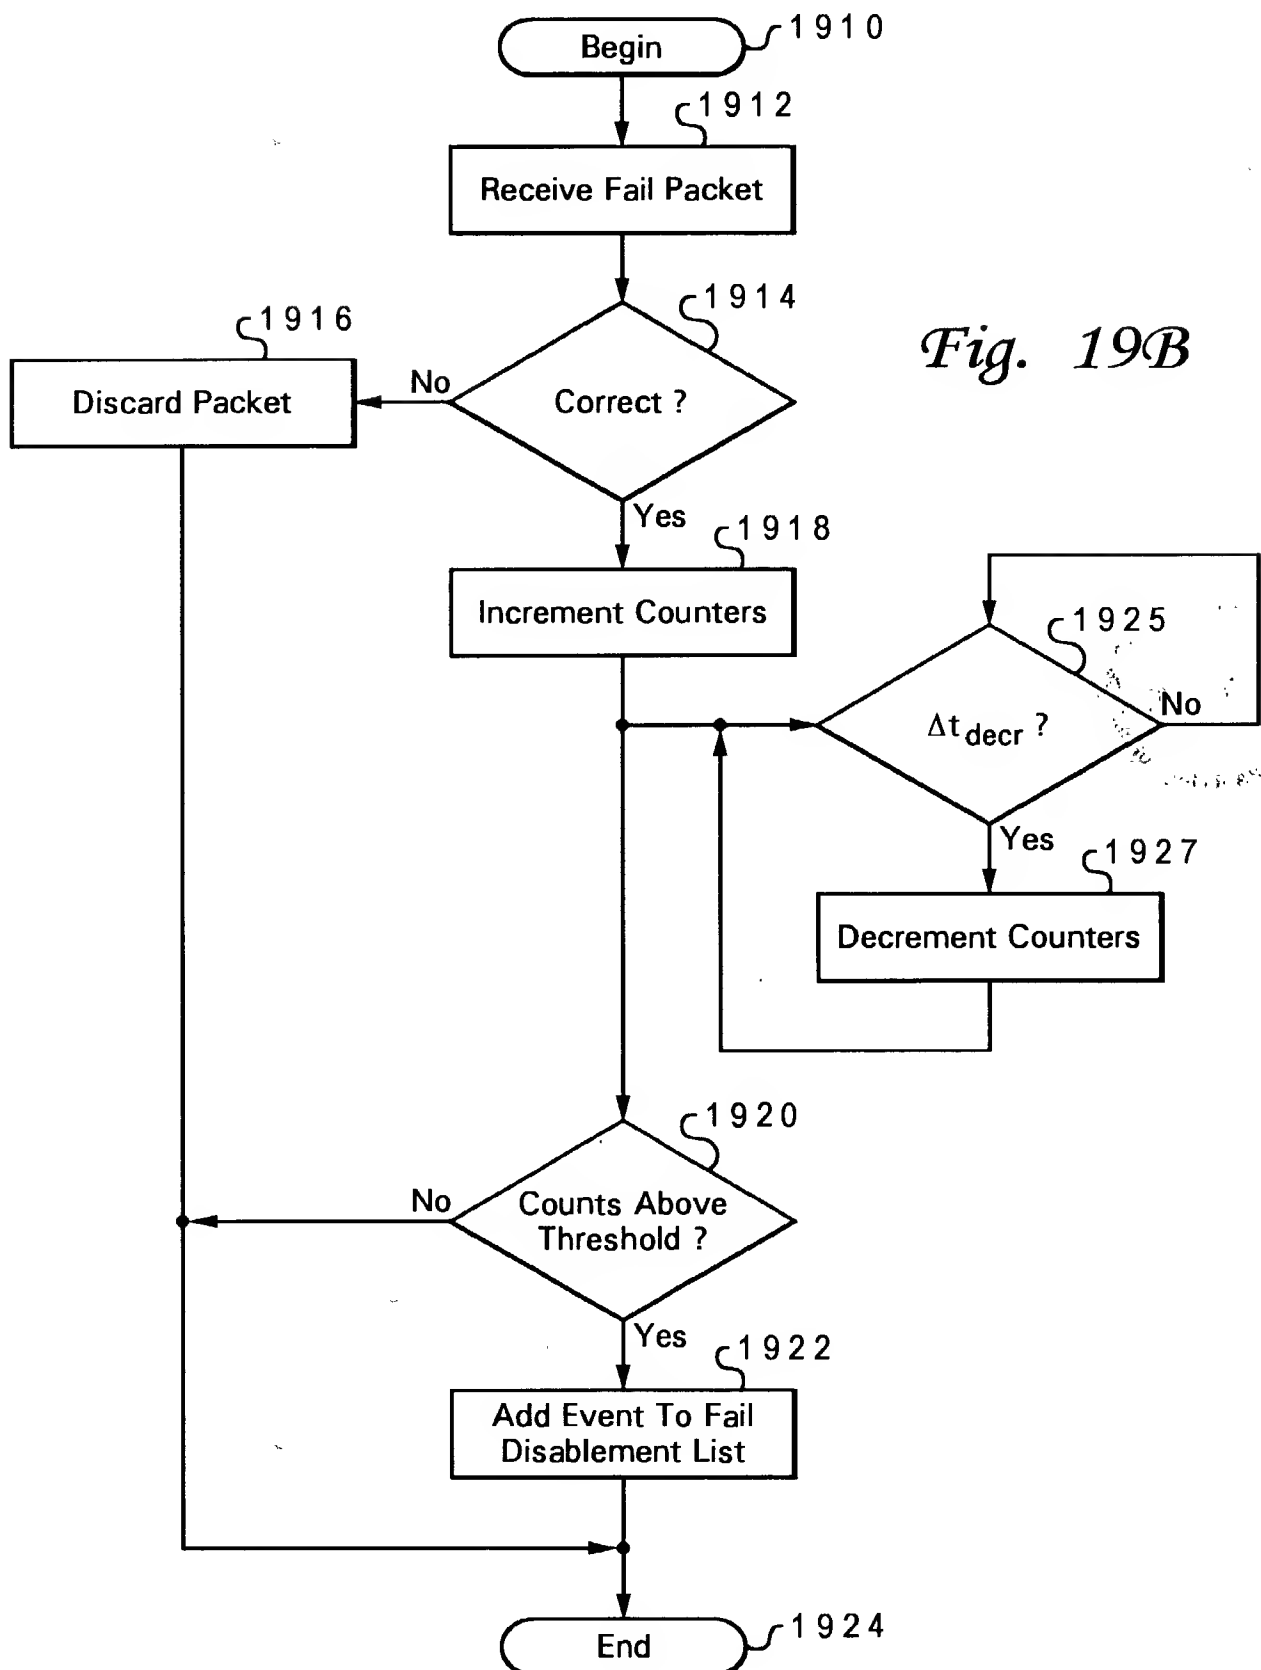 Begin
1910
1912
Receive Fail Packet
1914
Correct ?
No
1916
Discard Packet
Fig. 19B
Yes
1918
Increment Counters
1925
Δt decr ?
No
Yes
1927
Decrement Counters
1920
Counts Above
Threshold ?
No
Yes
1922
Add Event To Fail
Disablement List
End
1924